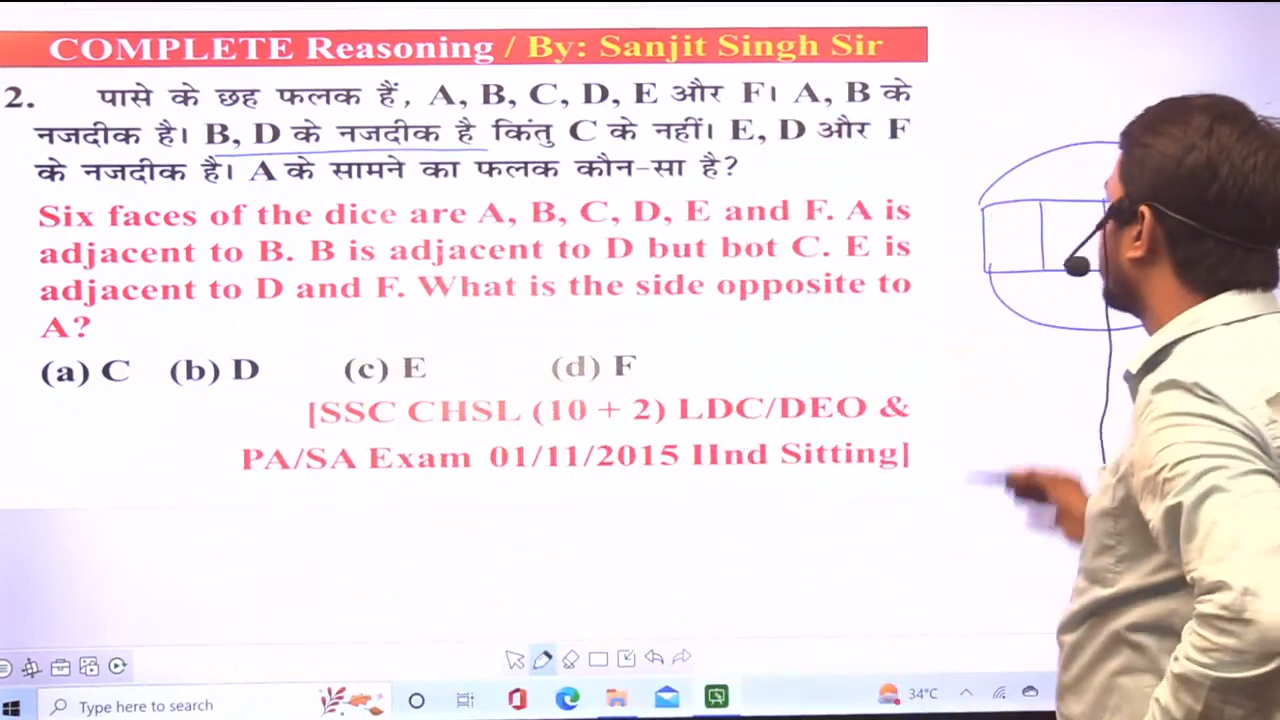 COMPLETE Reasoning / By: Sanjit Singh Sir
2. पासे के छह फलक हैं, A, B, C, D, E और F। A, B के
नजदीक है। B, D के नजदीक है किंतु C के नहीं। E, D और F
के नजदीक है। A के सामने का फलक कौन-सा है?
Six faces of the dice are A, B, C, D, E and F. A is
adjacent to B. B is adjacent to D but bot C. E is
adjacent to D and F. What is the side opposite to
A?
(a) C (b) D (c) E (d) F
[SSC CHSL (10 + 2) LDC/DEO &
PA/SA Exam 01/11/2015 IInd Sitting]
Type here to search
34°C